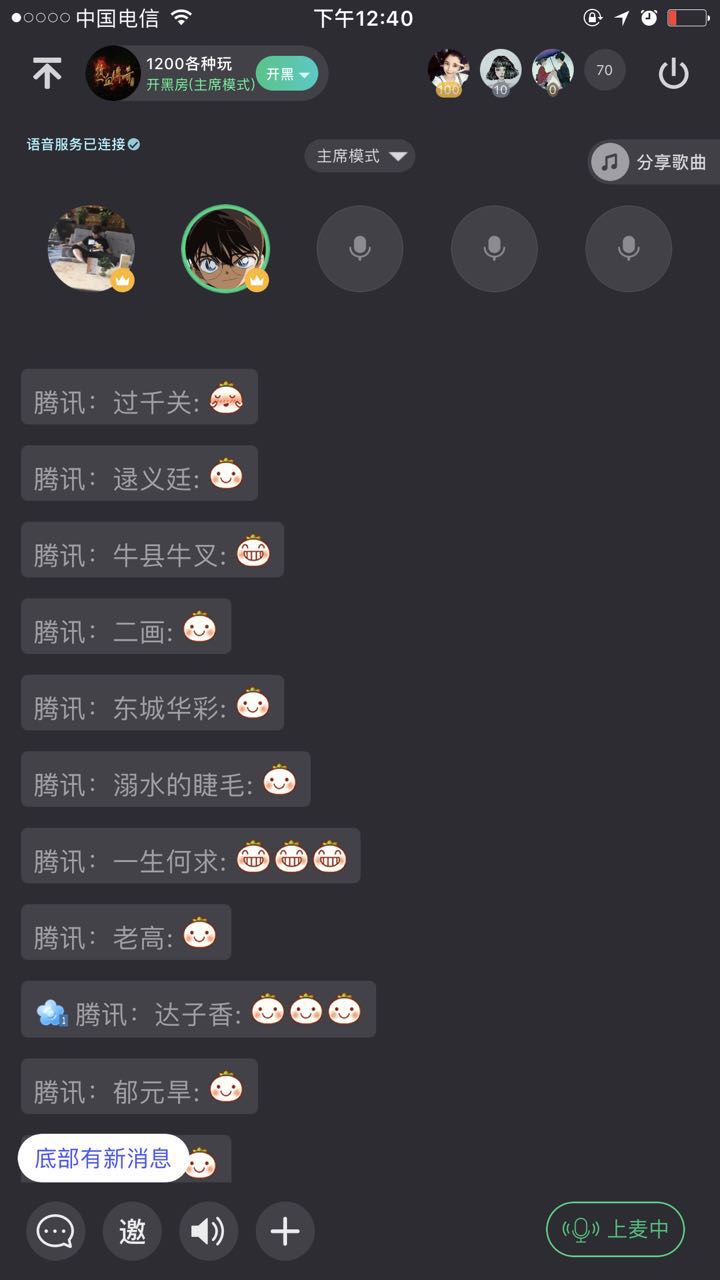 中国电信
下午12:40
1200各种玩
开黑房(主席模式)
开黑
100
10
0
70
语音服务已连接
主席模式
分享歌曲
腾讯：过千关:
腾讯：逯义廷:
腾讯：牛县牛叉:
腾讯：二画:
腾讯：东城华彩:
腾讯：溺水的睫毛:
腾讯：一生何求:
腾讯：老高:
1 腾讯：达子香:
腾讯：郁元旱:
底部有新消息
邀
上麦中